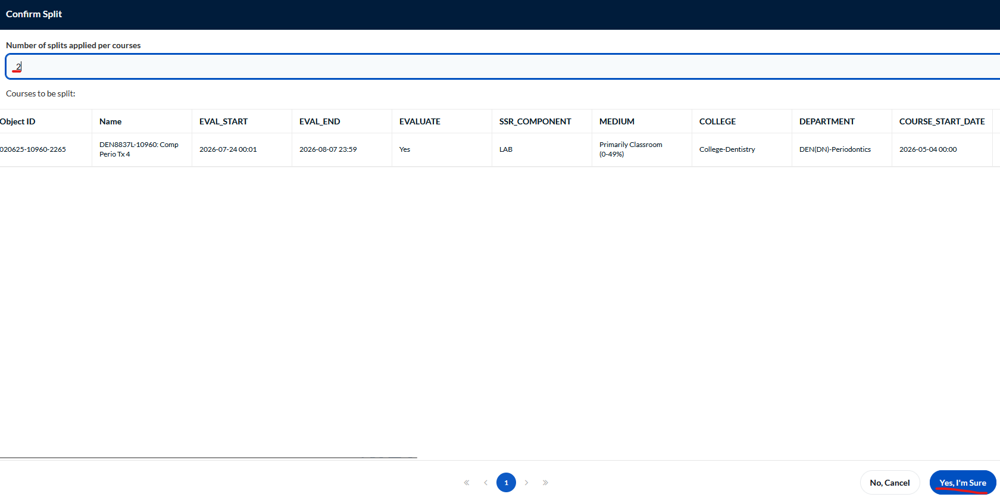 Confirm Split
Number of splits applied per courses
2
Courses to be split:
Object ID Name EVAL_START EVAL_END EVALUATE SSR_COMPONENT MEDIUM COLLEGE DEPARTMENT COURSE_START_DATE
020625-10960-2265 DEN8837L-10960: Comp Perio Tx 4 2026-07-24 00:01 2026-08-07 23:59 Yes LAB Primarily Classroom (0-49%) College-Dentistry DEN(DN)-Periodontics 2026-05-04 00:00
« ‹ 1 › »
No, Cancel
Yes, I'm Sure